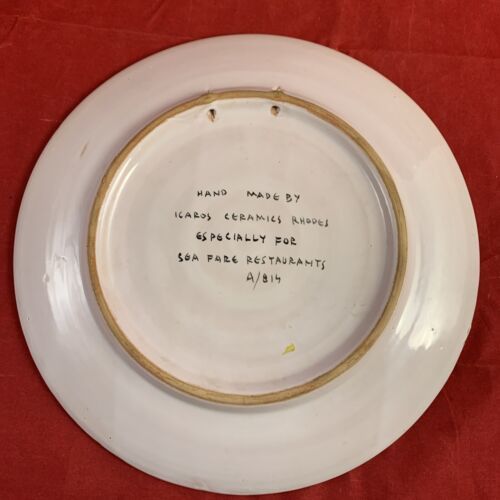 HAND MADE BY
ICAROS CERAMICS RHODES
ESPECIALLY FOR
SEA FARE RESTAURANTS
A/814